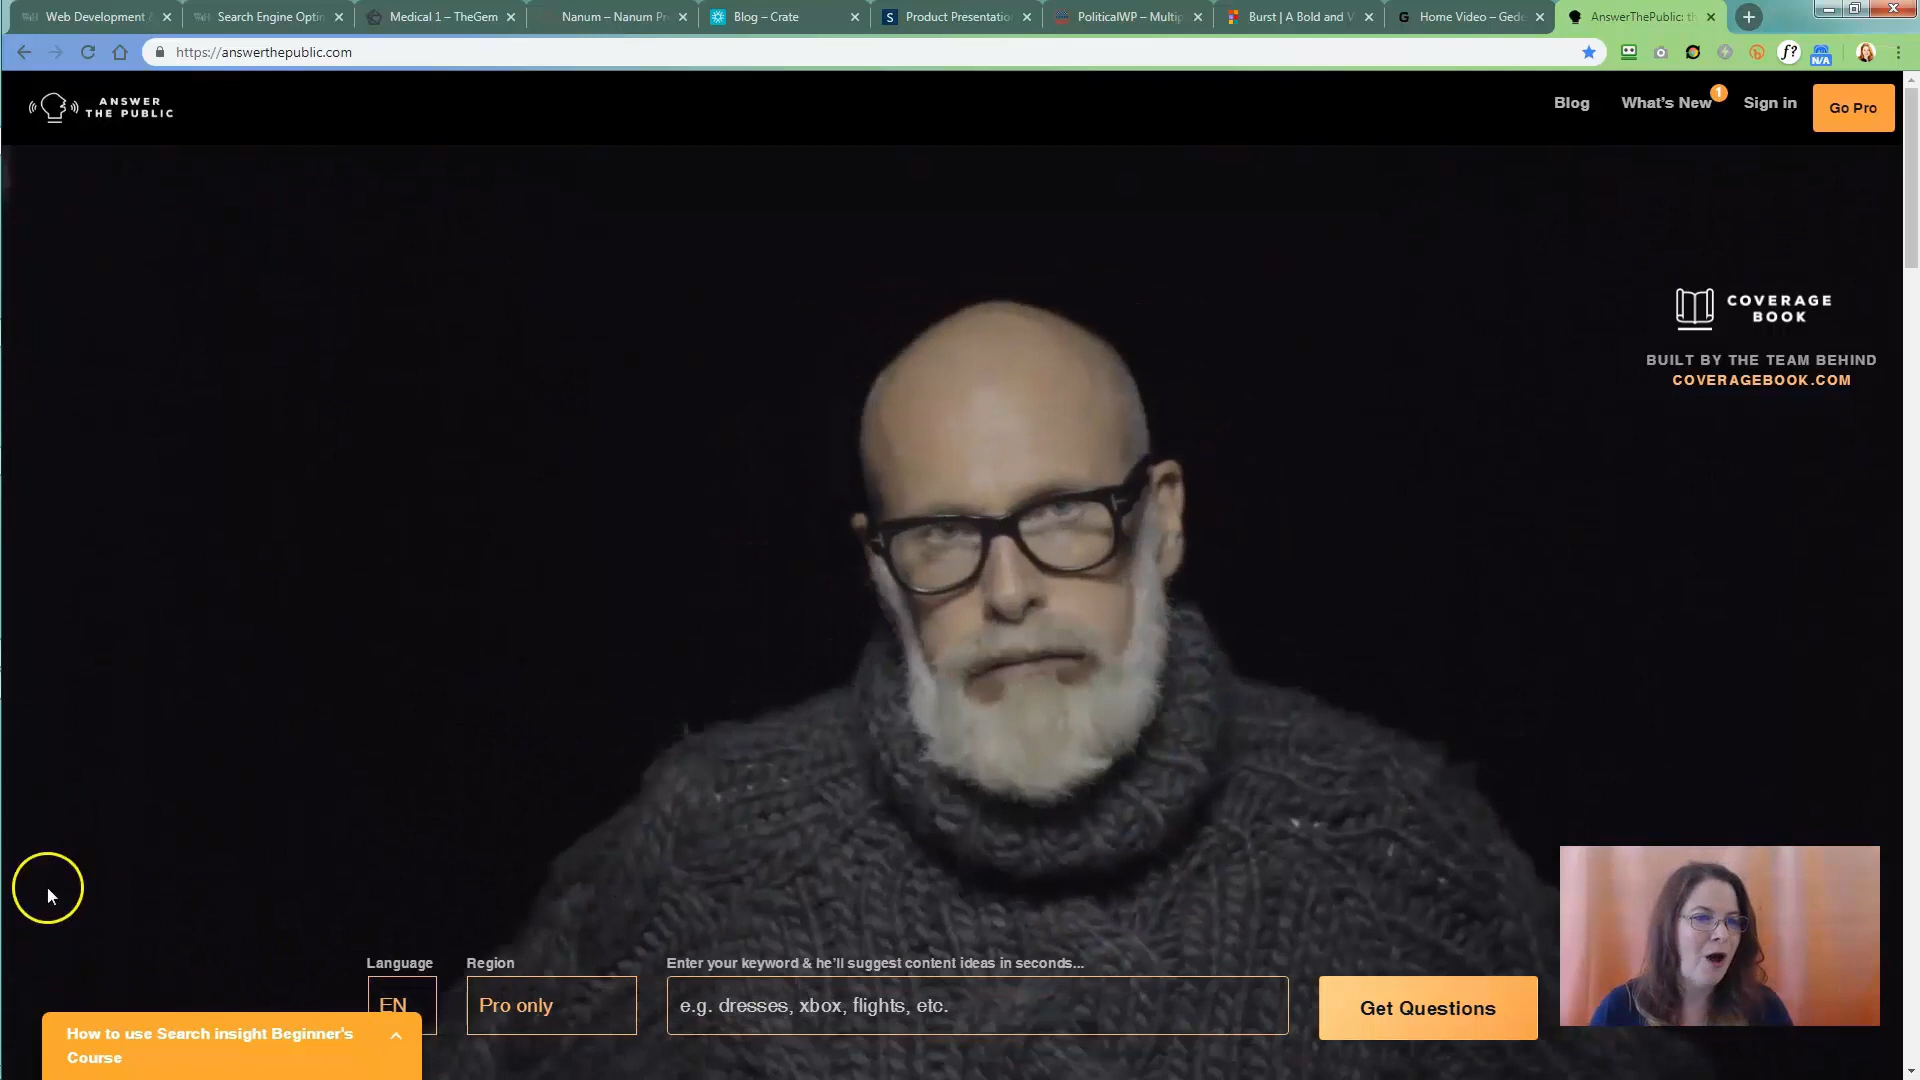 Web Development
Search Engine Opti
Medical 1 – TheGem
Nanum – Nanum Pr
Blog – Crate
Product Presentatio
PoliticalWP – Multip
Burst | A Bold and V
Home Video – Gede
AnswerThePublic: th
https://answerthepublic.com
f?
N/A
ANSWER
THE PUBLIC
Blog
What's New
1
Sign in
Go Pro
COVERAGE
BOOK
BUILT BY THE TEAM BEHIND
COVERAGEBOOK.COM
Language
Region
Enter your keyword & he'll suggest content ideas in seconds...
EN
Pro only
e.g. dresses, xbox, flights, etc.
Get Questions
How to use Search insight Beginner's
Course